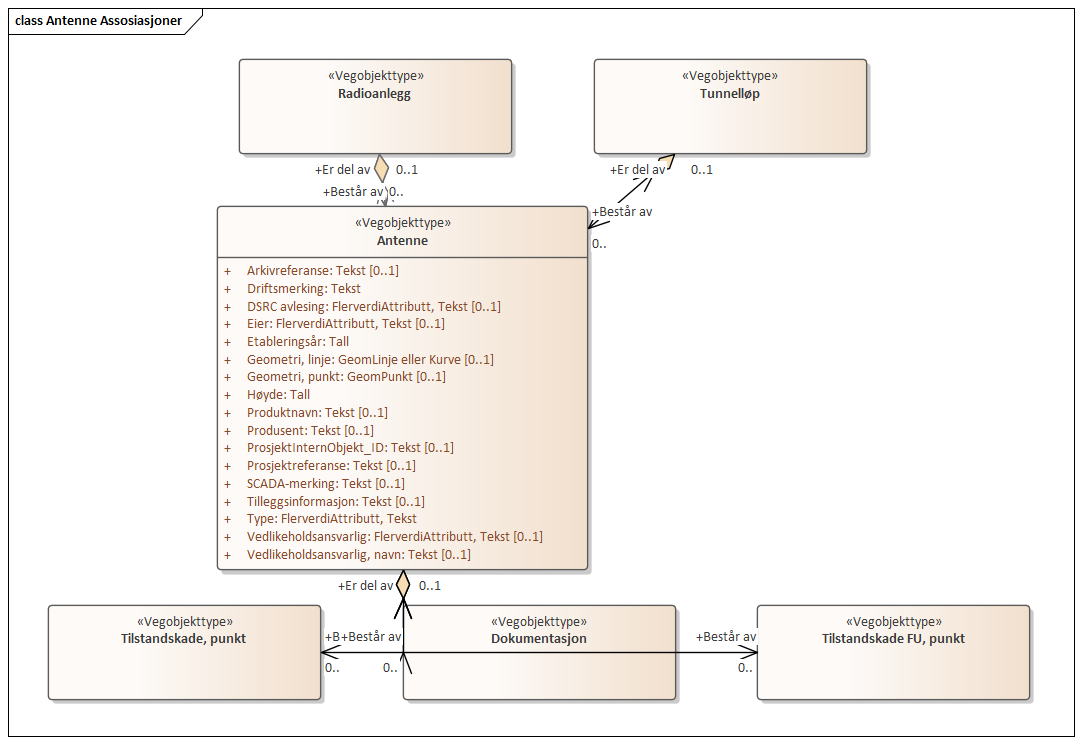 class Antenne Assosiasjoner
«Vegobjekttype»
Radioanlegg
«Vegobjekttype»
Tunnelløp
+Er del av
0..1
+Består av
0..
+Er del av
0..1
+Består av
0..
«Vegobjekttype»
Antenne
+ Arkivreferanse: Tekst [0..1]
+ Driftsmerking: Tekst
+ DSRC avlesing: FlerverdiAttributt, Tekst [0..1]
+ Eier: FlerverdiAttributt, Tekst [0..1]
+ Etableringsår: Tall
+ Geometri, linje: GeomLinje eller Kurve [0..1]
+ Geometri, punkt: GeomPunkt [0..1]
+ Høyde: Tall
+ Produktnavn: Tekst [0..1]
+ Produsent: Tekst [0..1]
+ ProsjektInternObjekt_ID: Tekst [0..1]
+ Prosjektreferanse: Tekst [0..1]
+ SCADA-merking: Tekst [0..1]
+ Tilleggsinformasjon: Tekst [0..1]
+ Type: FlerverdiAttributt, Tekst
+ Vedlikeholdsansvarlig: FlerverdiAttributt, Tekst [0..1]
+ Vedlikeholdsansvarlig, navn: Tekst [0..1]
+Er del av
0..1
«Vegobjekttype»
Tilstandskade, punkt
+B+Består av
0..
0..
«Vegobjekttype»
Dokumentasjon
+Består av
0..
«Vegobjekttype»
Tilstandskade FU, punkt